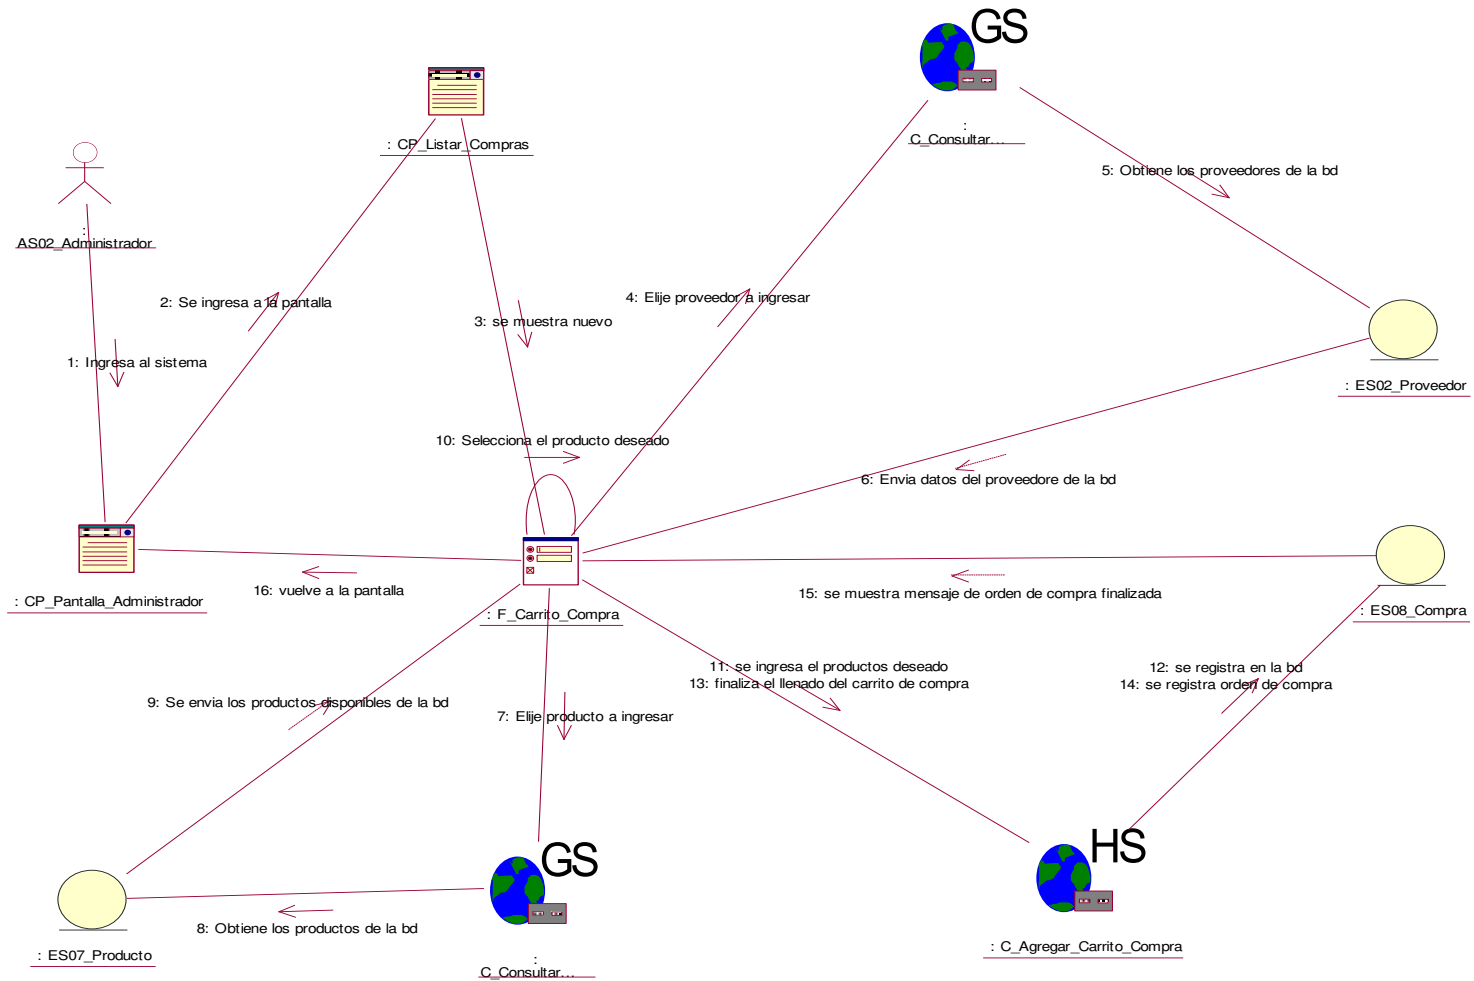 GS
: CP_Listar_Compras
:
C_Consultar...
5: Obtiene los proveedores de la bd
:
AS02_Administrador
2: Se ingresa a la pantalla
4: Elije proveedor a ingresar
3: se muestra nuevo
1: Ingresa al sistema
: ES02_Proveedor
10: Selecciona el producto deseado
6: Envia datos del proveedore de la bd
16: vuelve a la pantalla
15: se muestra mensaje de orden de compra finalizada
: CP_Pantalla_Administrador
: F_Carrito_Compra
: ES08_Compra
11: se ingresa el productos deseado
13: finaliza el llenado del carrito de compra
12: se registra en la bd
14: se registra orden de compra
9: Se envia los productos disponibles de la bd
7: Elije producto a ingresar
GS
HS
8: Obtiene los productos de la bd
: ES07_Producto
:
C_Consultar...
: C_Agregar_Carrito_Compra